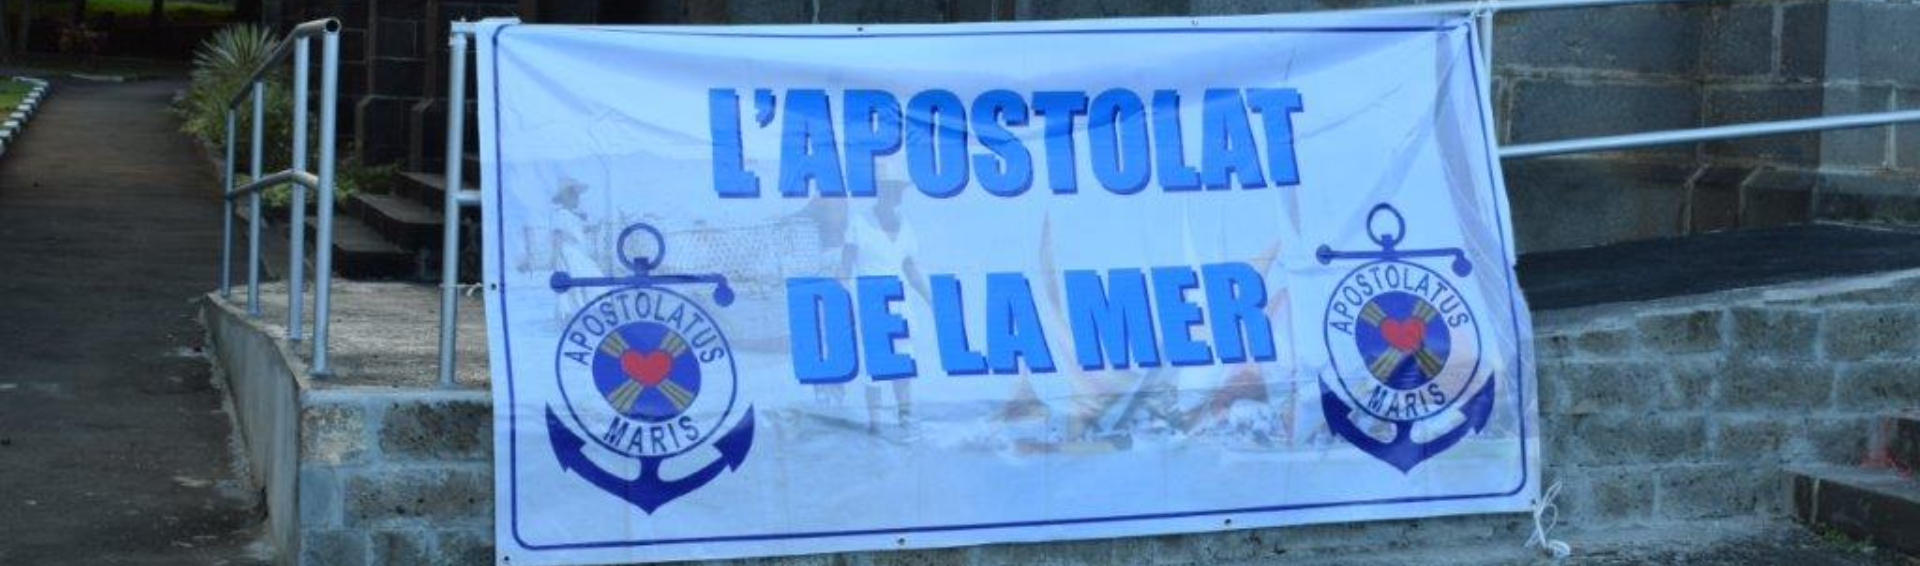 L'APOSTOLAT
DE LA MER
APOSTOLATUS
MARIS
APOSTOLATUS
MARIS